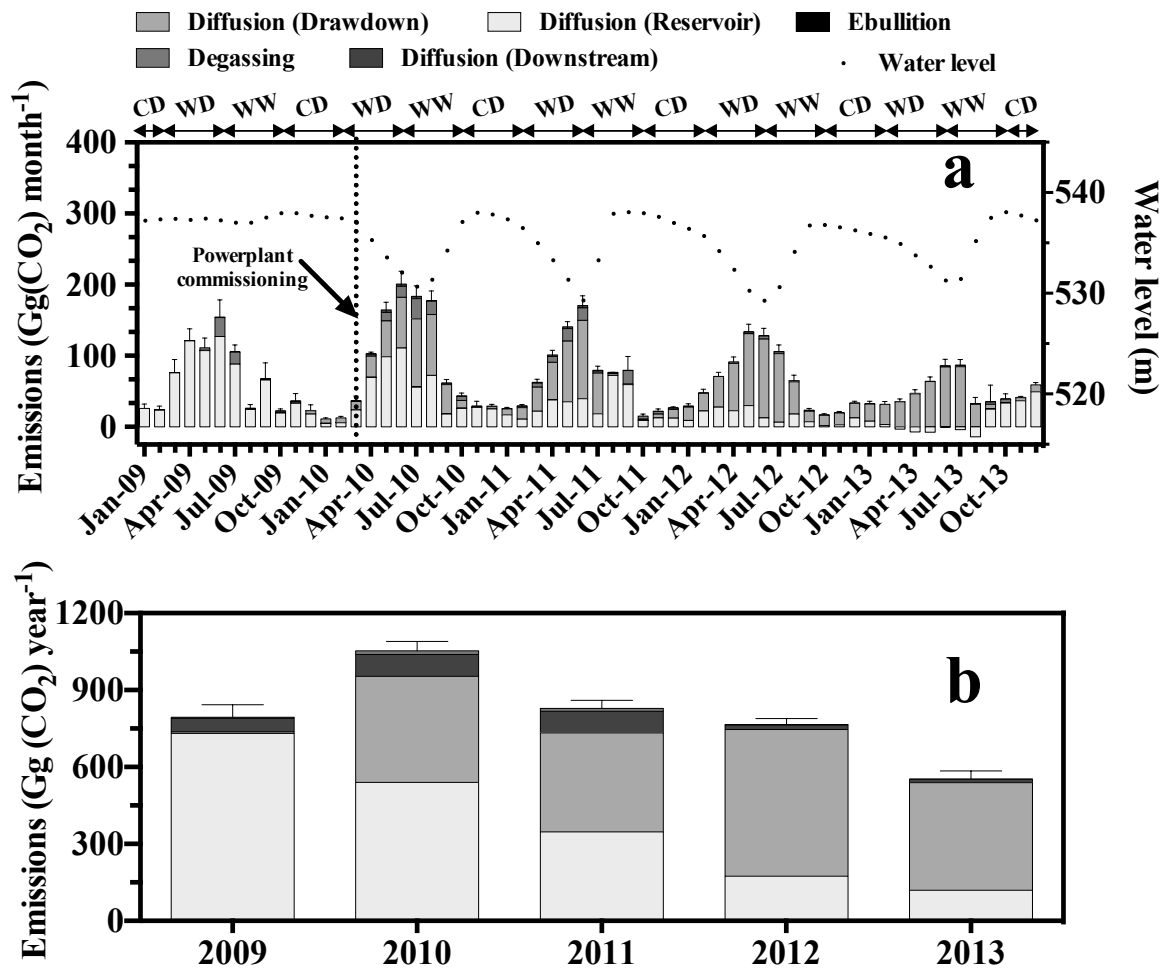 Diffusion (Drawdown) Diffusion (Reservoir) Ebullition
Degassing Diffusion (Downstream) Water level
CD WD WW CD WD WW CD WD WW CD WD WW CD WD WW CD
Emissions (Gg(CO2) month-1)
400
300
200
100
0
a
Powerplant
commissioning
540
530
520
Water level (m)
Jan-09 Apr-09 Jul-09 Oct-09 Jan-10 Apr-10 Jul-10 Oct-10 Jan-11 Apr-11 Jul-11 Oct-11 Jan-12 Apr-12 Jul-12 Oct-12 Jan-13 Apr-13 Jul-13 Oct-13
Emissions (Gg (CO2) year-1)
1200
900
600
300
0
b
2009 2010 2011 2012 2013